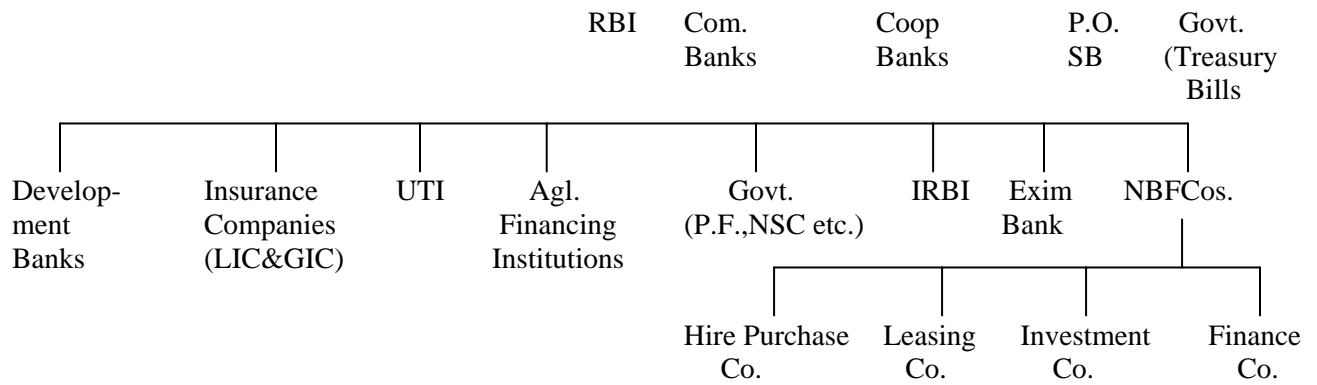 RBI Com. Coop P.O. Govt.
Banks Banks SB (Treasury
Bills
Develop- Insurance UTI Agl. Govt. IRBI Exim NBFCos.
ment Companies Financing (P.F.,NSC etc.) Bank
Banks (LIC&GIC) Institutions
Hire Purchase Leasing Investment Finance
Co. Co. Co. Co.